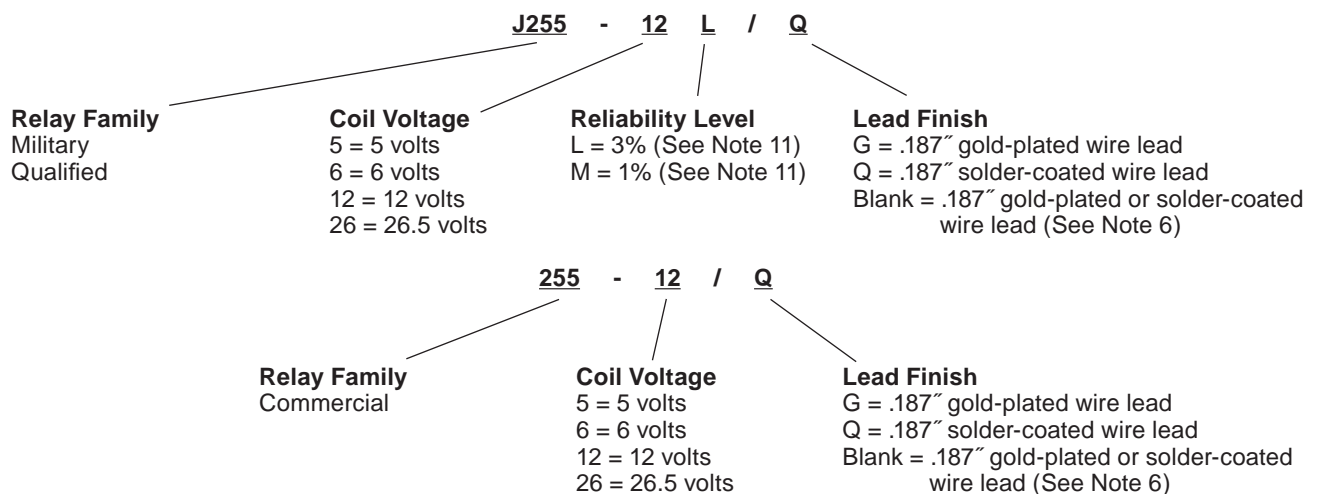 J255 - 12 L / Q
Relay Family
Military
Qualified
Coil Voltage
5 = 5 volts
6 = 6 volts
12 = 12 volts
26 = 26.5 volts
Reliability Level
L = 3% (See Note 11)
M = 1% (See Note 11)
Lead Finish
G = .187˝ gold-plated wire lead
Q = .187˝ solder-coated wire lead
Blank = .187˝ gold-plated or solder-coated
wire lead (See Note 6)
255 - 12 / Q
Relay Family
Commercial
Coil Voltage
5 = 5 volts
6 = 6 volts
12 = 12 volts
26 = 26.5 volts
Lead Finish
G = .187˝ gold-plated wire lead
Q = .187˝ solder-coated wire lead
Blank = .187˝ gold-plated or solder-coated
wire lead (See Note 6)